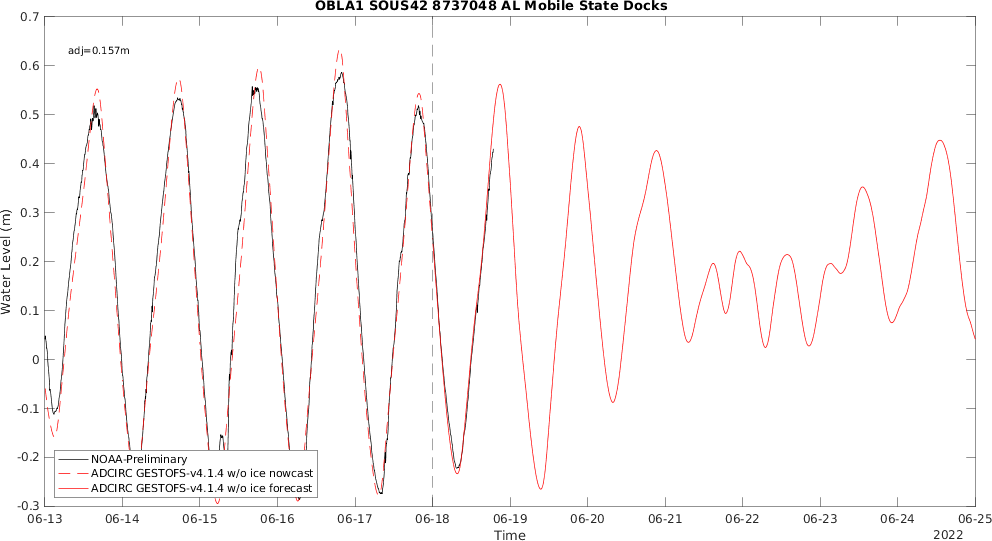 OBLA1 SOUS42 8737048 AL Mobile State Docks
adj=0.157m
Water Level (m)
0.7
0.6
0.5
0.4
0.3
0.2
0.1
0
-0.1
-0.2
-0.3
NOAA-Preliminary
ADCIRC GESTOFS-v4.1.4 w/o ice nowcast
ADCIRC GESTOFS-v4.1.4 w/o ice forecast
06-13 06-14 06-15 06-16 06-17 06-18 06-19 06-20 06-21 06-22 06-23 06-24 06-25
Time
2022